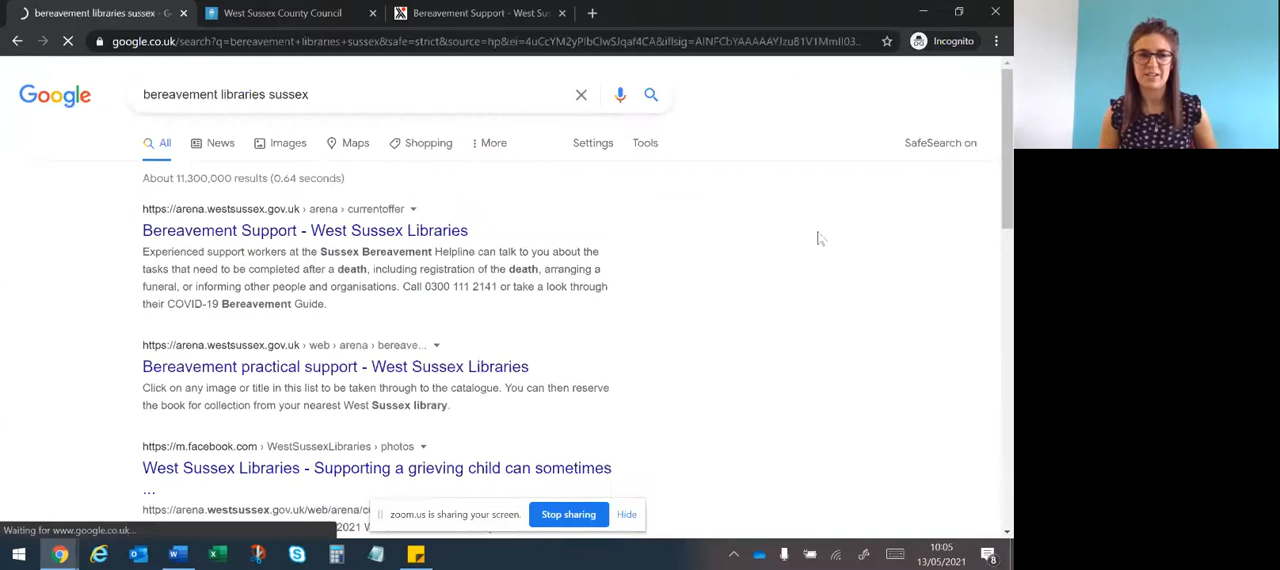 bereavement libraries sussex - G
West Sussex County Council
Bereavement Support - West Sus
google.co.uk/search?q=bereavement+libraries+sussex&safe=strict&source=hp&ei=
Incognito
Google
bereavement libraries sussex
All News Images Maps Shopping More Settings Tools SafeSearch on
About 11,300,000 results (0.64 seconds)
https://arena.westsussex.gov.uk › arena › currentoffer
Bereavement Support - West Sussex Libraries
Experienced support workers at the Sussex Bereavement Helpline can talk to you about the
tasks that need to be completed after a death, including registration of the death, arranging a
funeral, or informing other people and organisations. Call 0300 111 2141 or take a look through
their COVID-19 Bereavement Guide.
https://arena.westsussex.gov.uk › web › arena › bereave...
Bereavement practical support - West Sussex Libraries
Click on any image or title in this list to be taken through to the catalogue. You can then reserve
the book for collection from your nearest West Sussex library.
https://m.facebook.com › WestSussexLibraries › photos
West Sussex Libraries - Supporting a grieving child can sometimes
...
https://arena.westsussex.gov.uk/web/arena/c
zoom.us is sharing your screen. Stop sharing Hide
2021 W
Waiting for www.google.co.uk...
10:05
13/05/2021
8